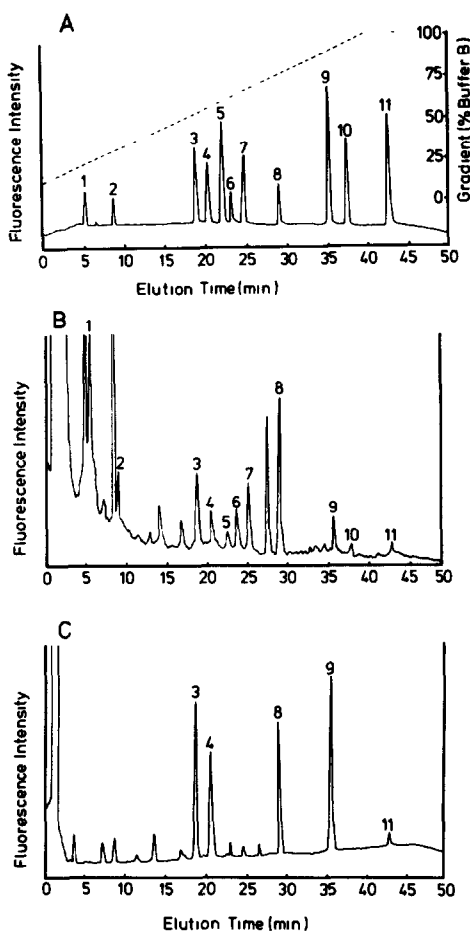 A
Fluorescence Intensity
Gradient (% Buffer B)
100
75
50
25
0
1 2 3 4 5 6 7 8 9 10 11
0 5 10 15 20 25 30 35 40 45 50
Elution Time (min)
B
Fluorescence Intensity
1 2 3 4 5 6 7 8 9 10 11
0 5 10 15 20 25 30 35 40 45 50
Elution Time (min)
C
Fluorescence Intensity
3 4 8 9 11
0 5 10 15 20 25 30 35 40 45 50
Elution Time (min)